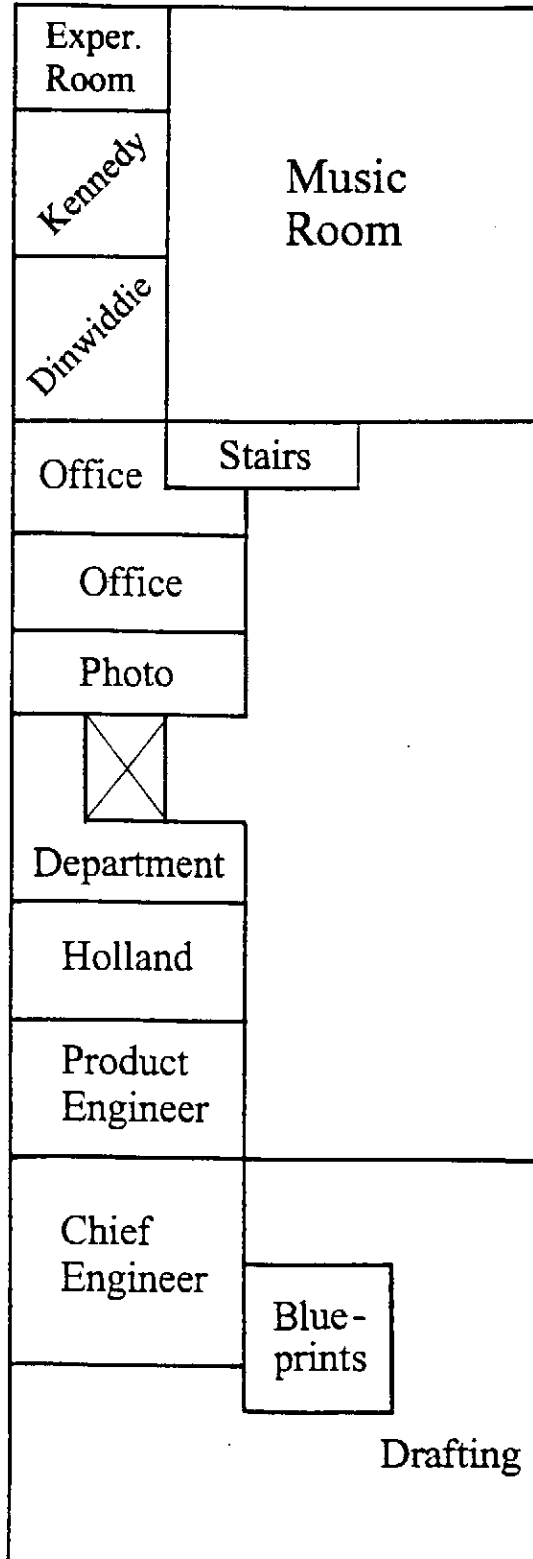 Exper.
Room
Kennedy
Music
Room
Dinwiddie
Stairs
Office
Office
Photo
Department
Holland
Product
Engineer
Chief
Engineer
Blue-
prints
Drafting